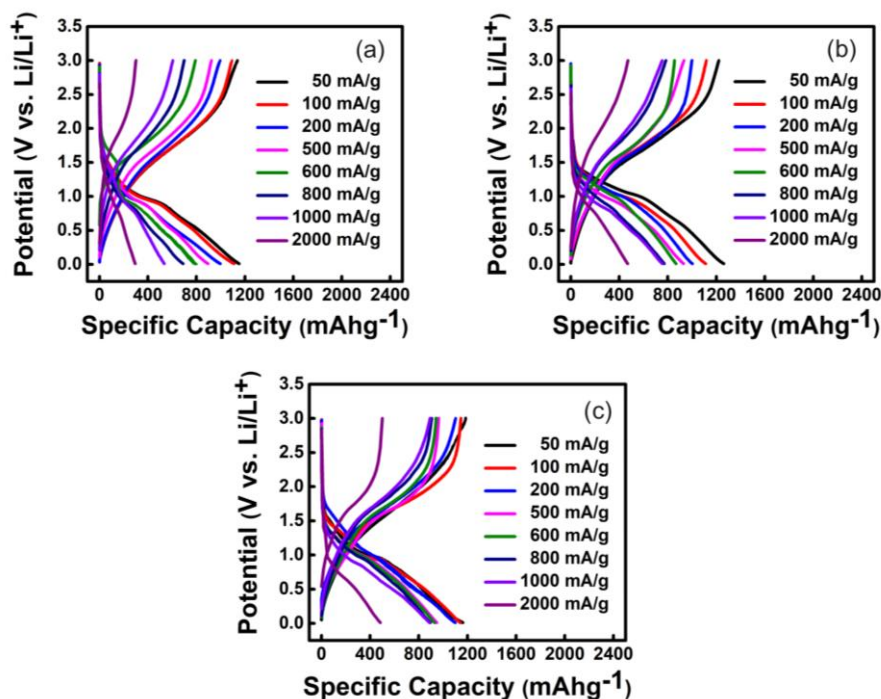 (a)
Potential (V vs. Li/Li+)
3.5
3.0
2.5
2.0
1.5
1.0
0.5
0.0
50 mA/g
100 mA/g
200 mA/g
500 mA/g
600 mA/g
800 mA/g
1000 mA/g
2000 mA/g
0 400 800 1200 1600 2000 2400
Specific Capacity (mAhg-1)
(b)
Potential (V vs. Li/Li+)
3.5
3.0
2.5
2.0
1.5
1.0
0.5
0.0
50 mA/g
100 mA/g
200 mA/g
500 mA/g
600 mA/g
800 mA/g
1000 mA/g
2000 mA/g
0 400 800 1200 1600 2000 2400
Specific Capacity (mAhg-1)
(c)
Potential (V vs. Li/Li+)
3.5
3.0
2.5
2.0
1.5
1.0
0.5
0.0
50 mA/g
100 mA/g
200 mA/g
500 mA/g
600 mA/g
800 mA/g
1000 mA/g
2000 mA/g
0 400 800 1200 1600 2000 2400
Specific Capacity (mAhg-1)